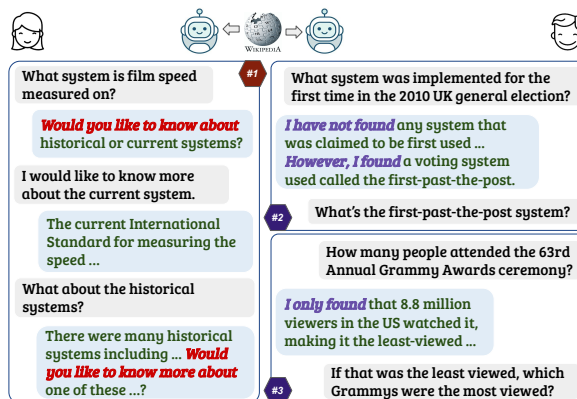 WIKIPEDIA
#1
What system is film speed
measured on?
Would you like to know about
historical or current systems?
I would like to know more
about the current system.
The current International
Standard for measuring the
speed ...
What about the historical
systems?
There were many historical
systems including ... Would
you like to know more about
one of these ...?
What system was implemented for the
first time in the 2010 UK general election?
I have not found any system that
was claimed to be first used ...
However, I found a voting system
used called the first-past-the-post.
#2
What's the first-past-the-post system?
How many people attended the 63rd
Annual Grammy Awards ceremony?
I only found that 8.8 million
viewers in the US watched it,
making it the least-viewed ...
#3
If that was the least viewed, which
Grammys were the most viewed?